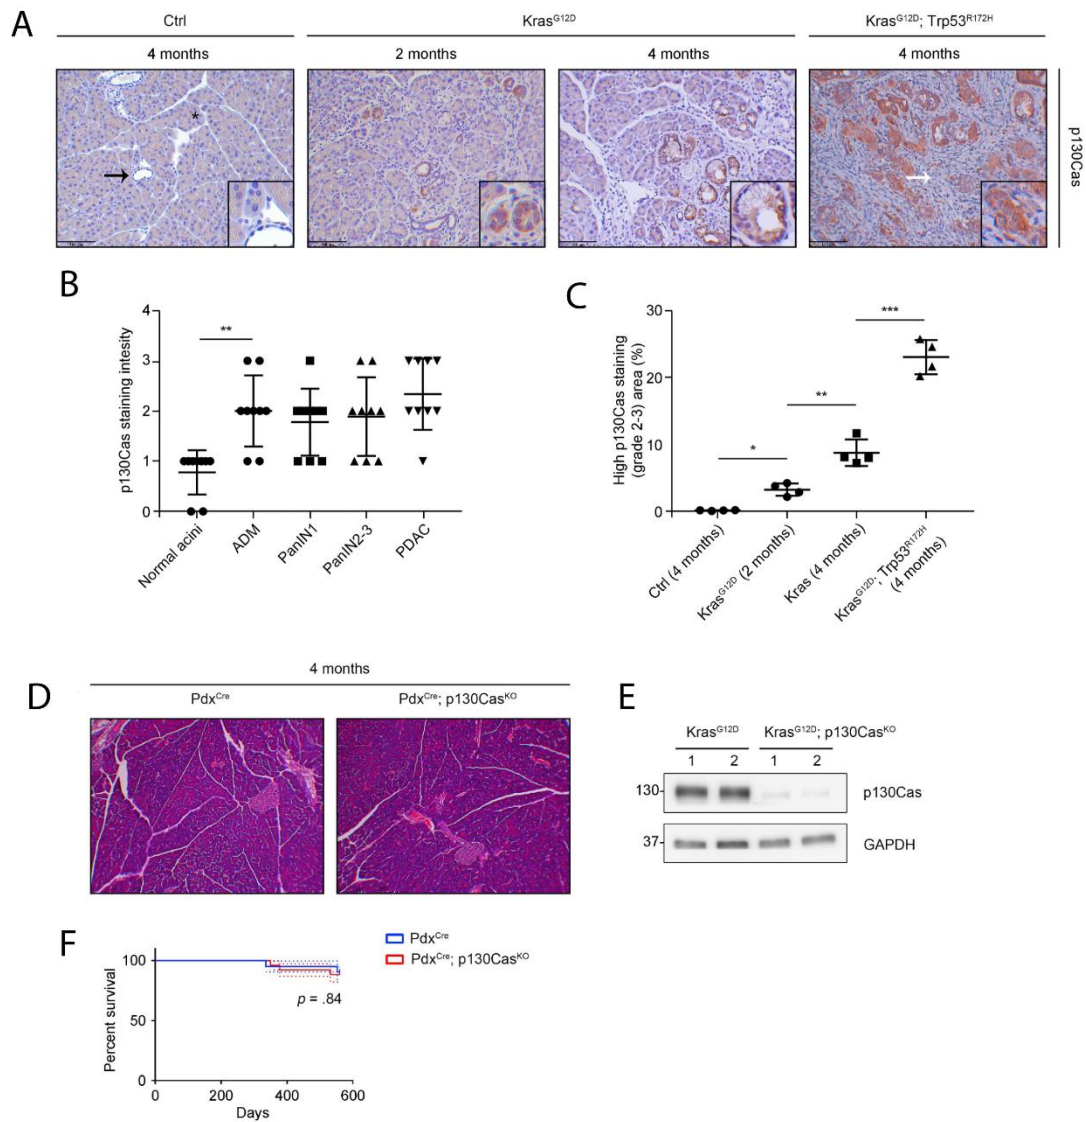 A
Ctrl
Kras^G12D
Kras^G12D; Trp53^R172H
4 months
2 months
4 months
4 months
*
p130Cas
B
p130Cas staining intesity
4
3
2
1
0
**
Normal acini
ADM
PanIN1
PanIN2-3
PDAC
C
High p130Cas staining
(grade 2-3) area (%)
30
20
10
0
*
**
***
Ctrl (4 months)
Kras^G12D (2 months)
Kras (4 months)
Kras^G12D; Trp53^R172H
(4 months)
D
4 months
Pdx^Cre
Pdx^Cre; p130Cas^KO
E
Kras^G12D
Kras^G12D; p130Cas^KO
1 2 1 2
130-
p130Cas
37-
GAPDH
F
Pdx^Cre
Pdx^Cre; p130Cas^KO
Percent survival
100
50
0
p = .84
0 200 400 600
Days